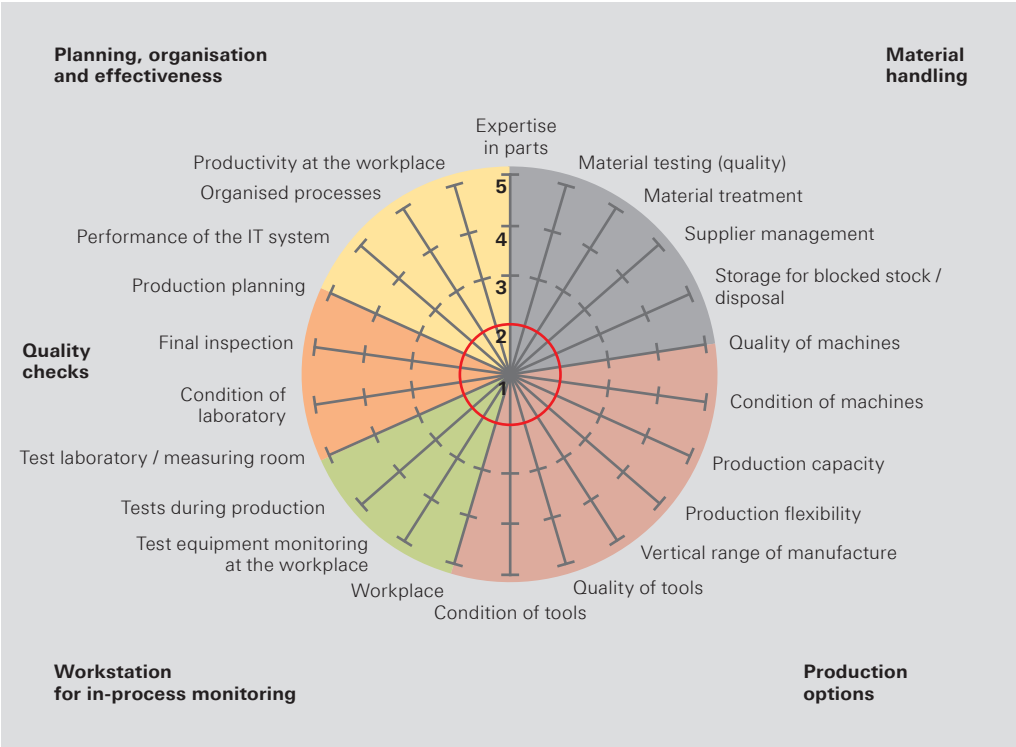 Planning, organisation
and effectiveness
Material
handling
Expertise
in parts
Productivity at the workplace
Material testing (quality)
Organised processes
Material treatment
Performance of the IT system
Supplier management
Production planning
Storage for blocked stock /
disposal
Final inspection
Quality of machines
Quality
checks
Condition of
laboratory
Condition of machines
Test laboratory / measuring room
Production capacity
Tests during production
Production flexibility
Test equipment monitoring
at the workplace
Vertical range of manufacture
Workplace
Quality of tools
Condition of tools
5
4
3
2
1
Workstation
for in-process monitoring
Production
options